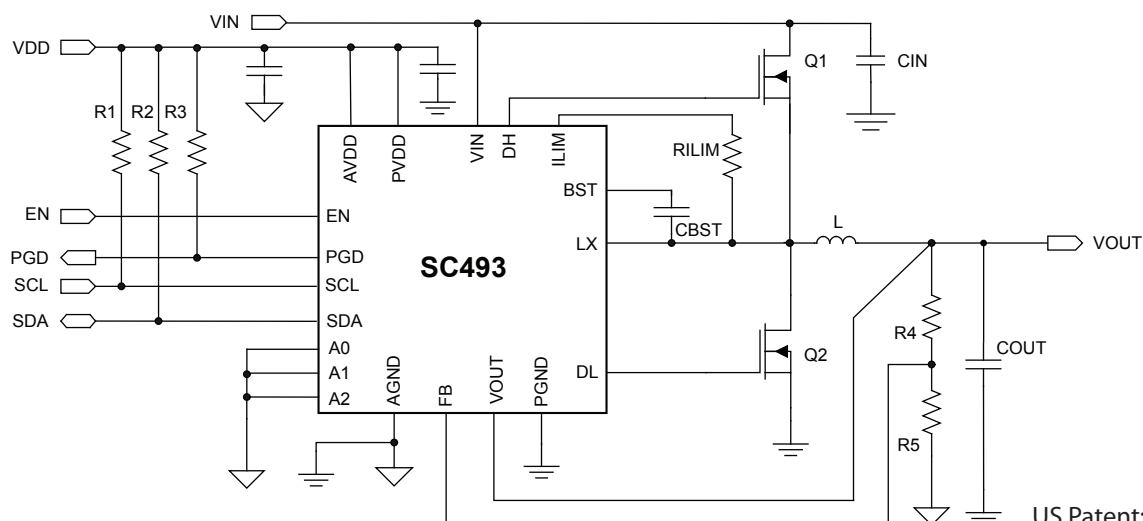 VIN
VDD
Q1
CIN
R1
R2
R3
RILIM
AVDD
PVDD
VIN
DH
ILIM
BST
CBST
EN
EN
LX
L
VOUT
PGD
PGD
SC493
SCL
SCL
SDA
SDA
R4
A0
A1
A2
COUT
DL
Q2
AGND
FB
VOUT
PGND
R5
US Patent